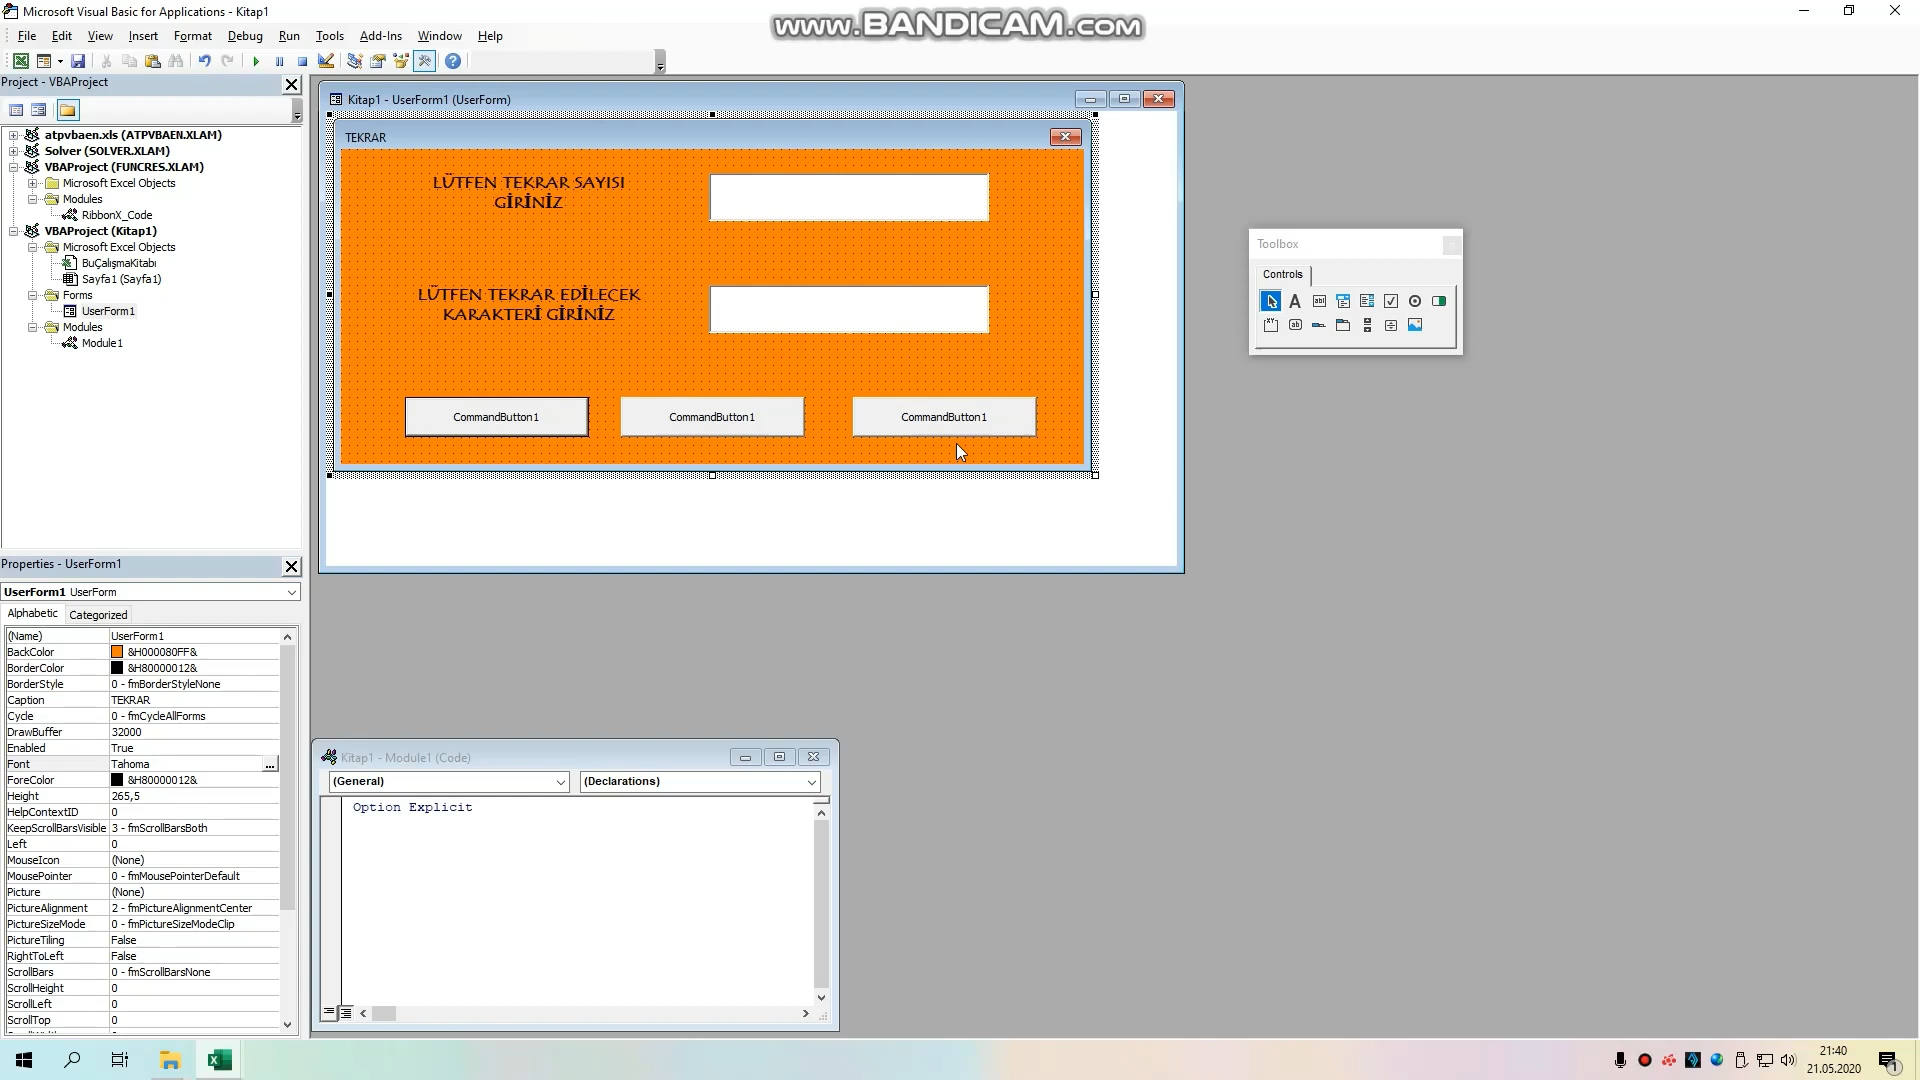 Microsoft Visual Basic for Applications - Kitap1
www.BANDICAM.com
File Edit View Insert Format Debug Run Tools Add-Ins Window Help
Project - VBAProject
atpvbaen.xls (ATPVBAEN.XLAM)
Solver (SOLVER.XLAM)
VBAProject (FUNCRES.XLAM)
Microsoft Excel Objects
Modules
RibbonX_Code
VBAProject (Kitap1)
Microsoft Excel Objects
BuÇalışmaKitabı
Sayfa1 (Sayfa1)
Forms
UserForm1
Modules
Module1
Kitap1 - UserForm1 (UserForm)
TEKRAR
LÜTFEN TEKRAR SAYISI
GİRİNİZ
LÜTFEN TEKRAR EDİLECEK
KARAKTERİ GİRİNİZ
CommandButton1 CommandButton1 CommandButton1
Toolbox
Controls
Properties - UserForm1
UserForm1 UserForm
Alphabetic Categorized
(Name) UserForm1
BackColor &H000080FF&
BorderColor &H80000012&
BorderStyle 0 - fmBorderStyleNone
Caption TEKRAR
Cycle 0 - fmCycleAllForms
DrawBuffer 32000
Enabled True
Font Tahoma ...
ForeColor &H80000012&
Height 265,5
HelpContextID 0
KeepScrollBarsVisible 3 - fmScrollBarsBoth
Left 0
MouseIcon (None)
MousePointer 0 - fmMousePointerDefault
Picture (None)
PictureAlignment 2 - fmPictureAlignmentCenter
PictureSizeMode 0 - fmPictureSizeModeClip
PictureTiling False
RightToLeft False
ScrollBars 0 - fmScrollBarsNone
ScrollHeight 0
ScrollLeft 0
ScrollTop 0
Kitap1 - Module1 (Code)
(General) (Declarations)
Option Explicit
21:40
21.05.2020
1